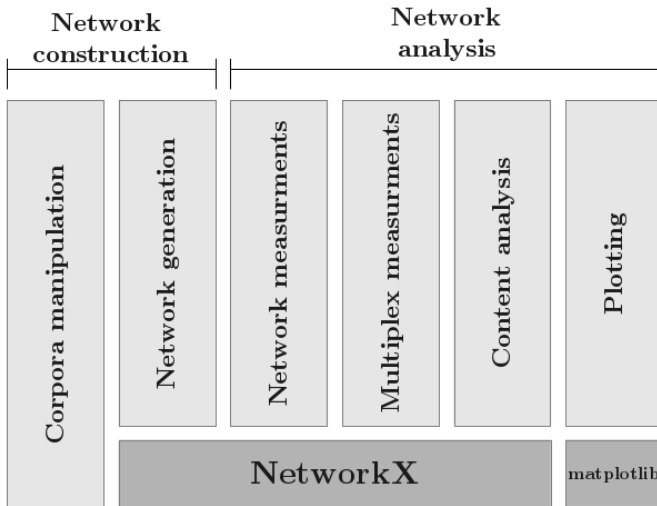 Network
construction
Network
analysis
Corpora manipulation
Network generation
Network measurments
Multiplex measurments
Content analysis
Plotting
NetworkX
matplotlib